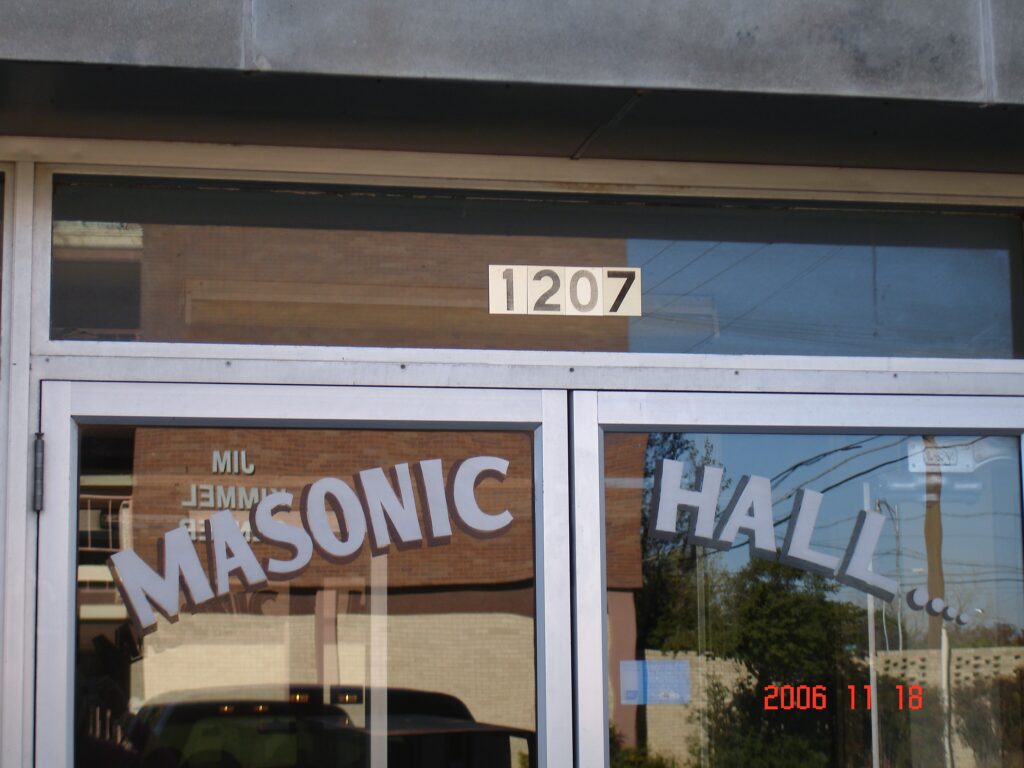 1207
JIM
KIMMEL
MASONIC HALL....
2006 11 18